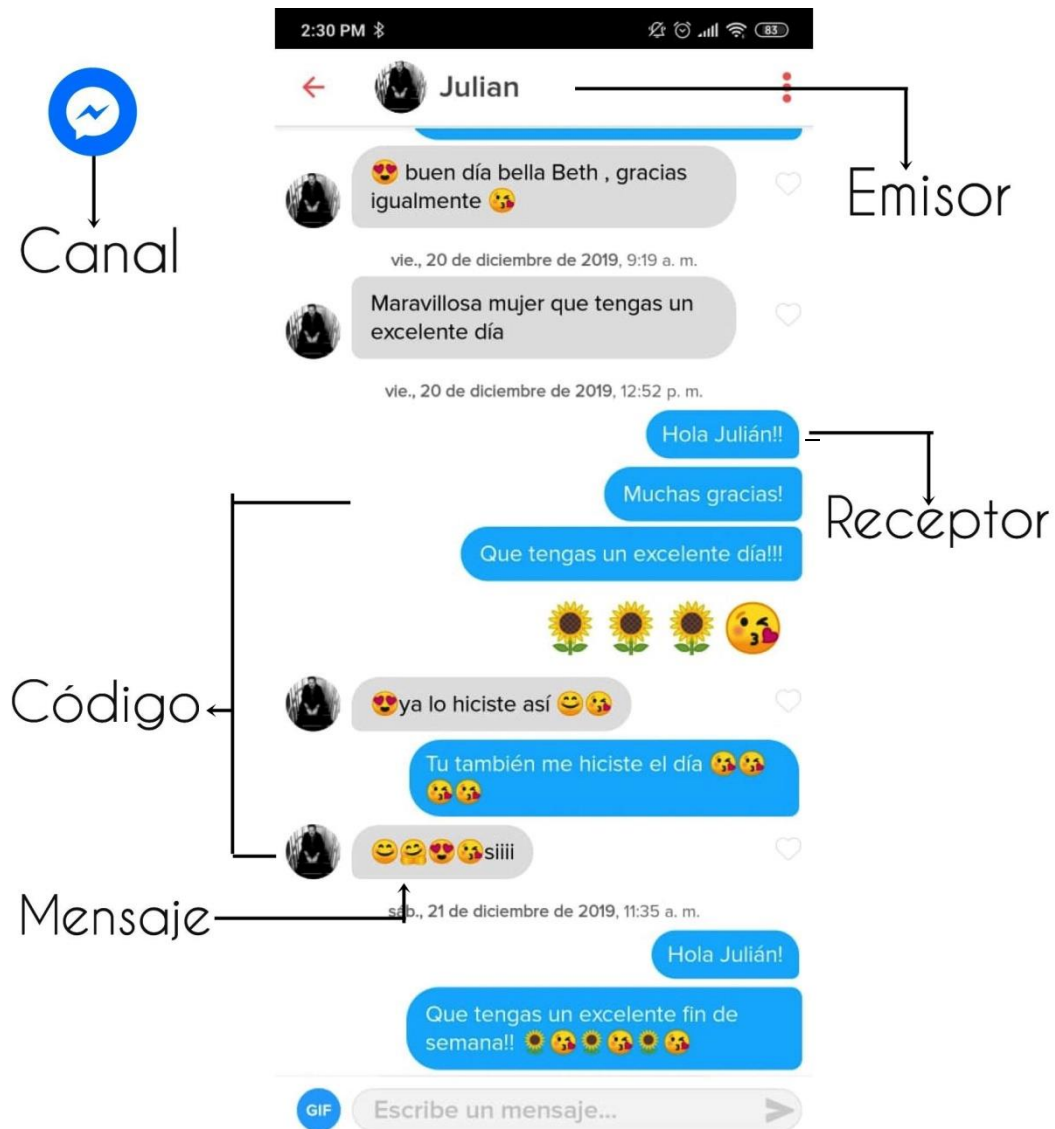 2:30 PM
83
Julian
Emisor
Canal
😍 buen día bella Beth , gracias
igualmente 😘
vie., 20 de diciembre de 2019, 9:19 a. m.
Maravillosa mujer que tengas un
excelente día
vie., 20 de diciembre de 2019, 12:52 p. m.
Hola Julián!!
Receptor
Muchas gracias!
Que tengas un excelente día!!!
🌻🌻🌻😘
Código
😍ya lo hiciste así 😊😘
Tu también me hiciste el día 😘😘
😘😘
😊🤗😍😘siiii
Mensaje
sáb., 21 de diciembre de 2019, 11:35 a. m.
Hola Julián!
Que tengas un excelente fin de
semana!! 🌻😘🌻😘🌻😘
GIF
Escribe un mensaje...